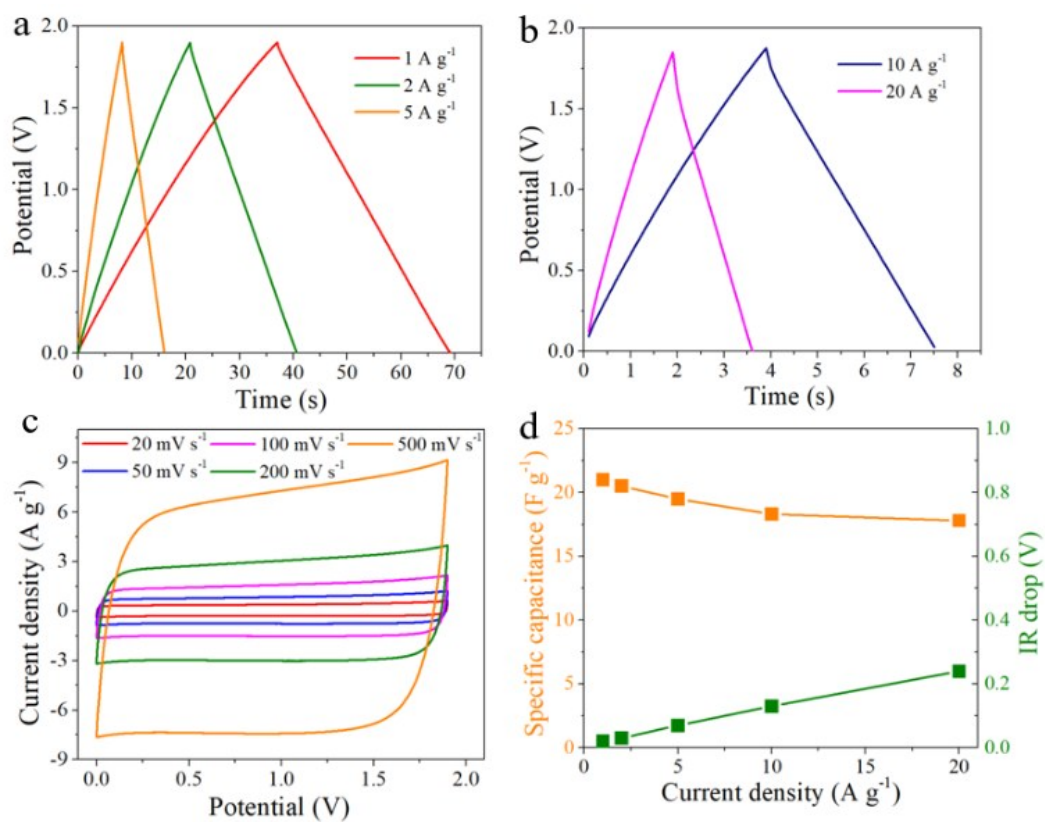 a
2.0
1.5
1.0
0.5
0.0
Potential (V)
1 A g⁻¹
2 A g⁻¹
5 A g⁻¹
0 10 20 30 40 50 60 70
Time (s)
b
2.0
1.5
1.0
0.5
0.0
Potential (V)
10 A g⁻¹
20 A g⁻¹
0 1 2 3 4 5 6 7 8
Time (s)
c
20 mV s⁻¹ 100 mV s⁻¹ 500 mV s⁻¹
50 mV s⁻¹ 200 mV s⁻¹
9
6
3
0
-3
-6
-9
Current density (A g⁻¹)
0.0 0.5 1.0 1.5 2.0
Potential (V)
d
25
20
15
10
5
0
Specific capacitance (F g⁻¹)
1.0
0.8
0.6
0.4
0.2
0.0
IR drop (V)
0 5 10 15 20
Current density (A g⁻¹)